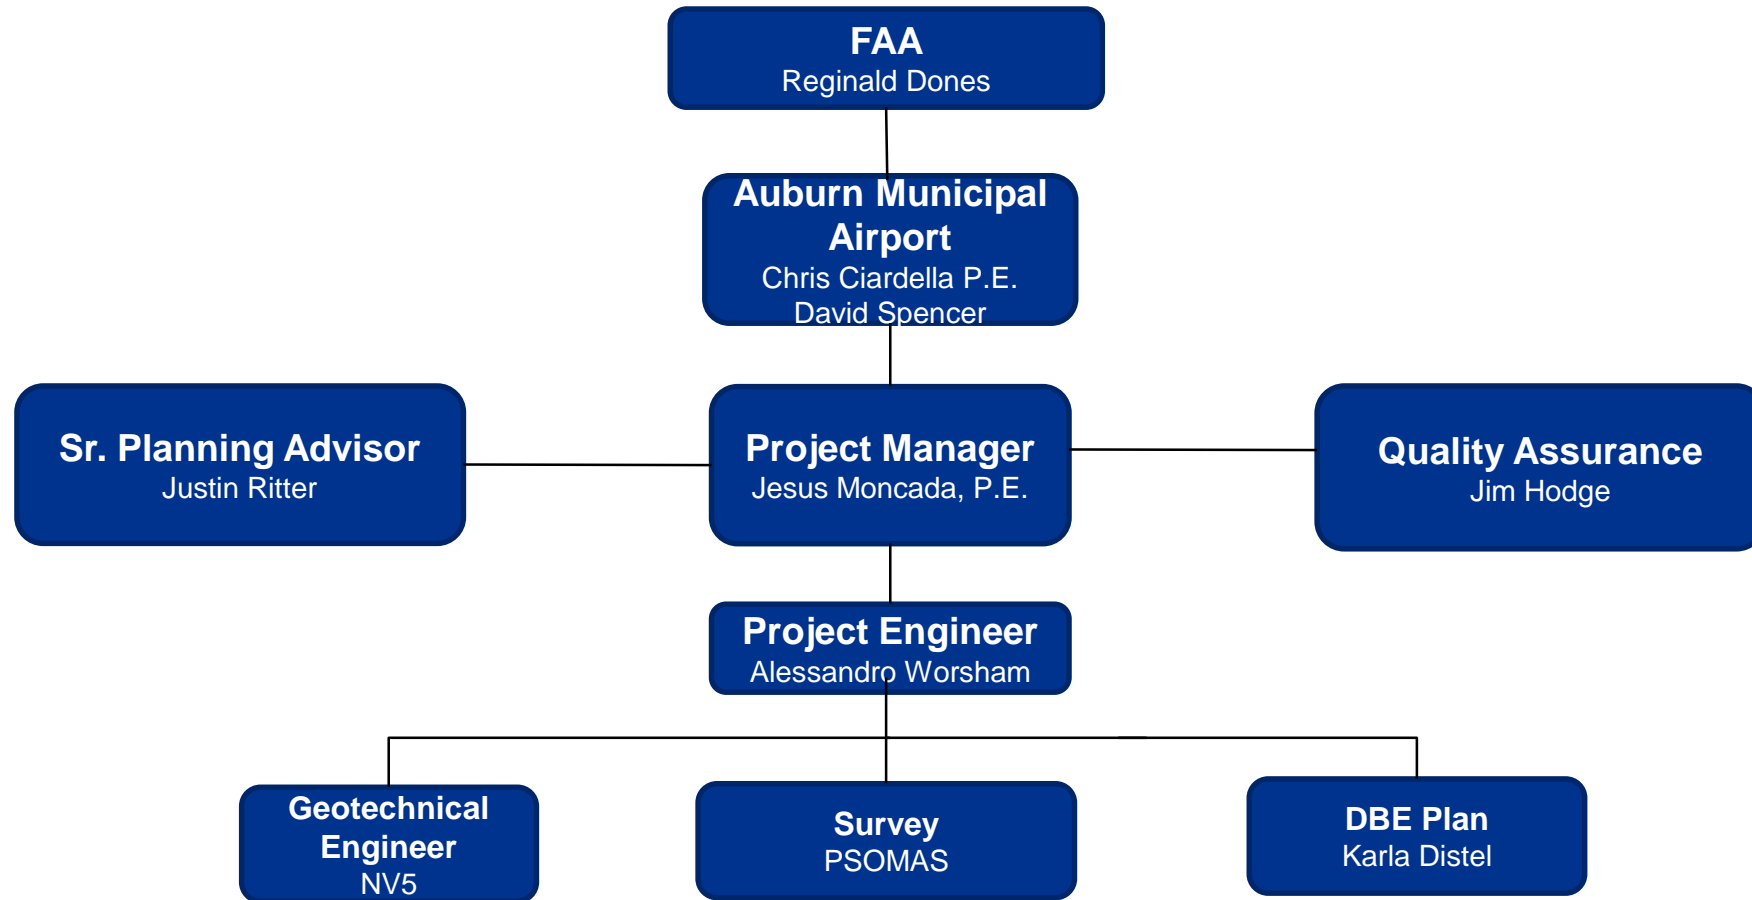 FAA
Reginald Dones
Auburn Municipal
Airport
Chris Ciardella P.E.
David Spencer
Sr. Planning Advisor
Justin Ritter
Project Manager
Jesus Moncada, P.E.
Quality Assurance
Jim Hodge
Project Engineer
Alessandro Worsham
Geotechnical
Engineer
NV5
Survey
PSOMAS
DBE Plan
Karla Distel